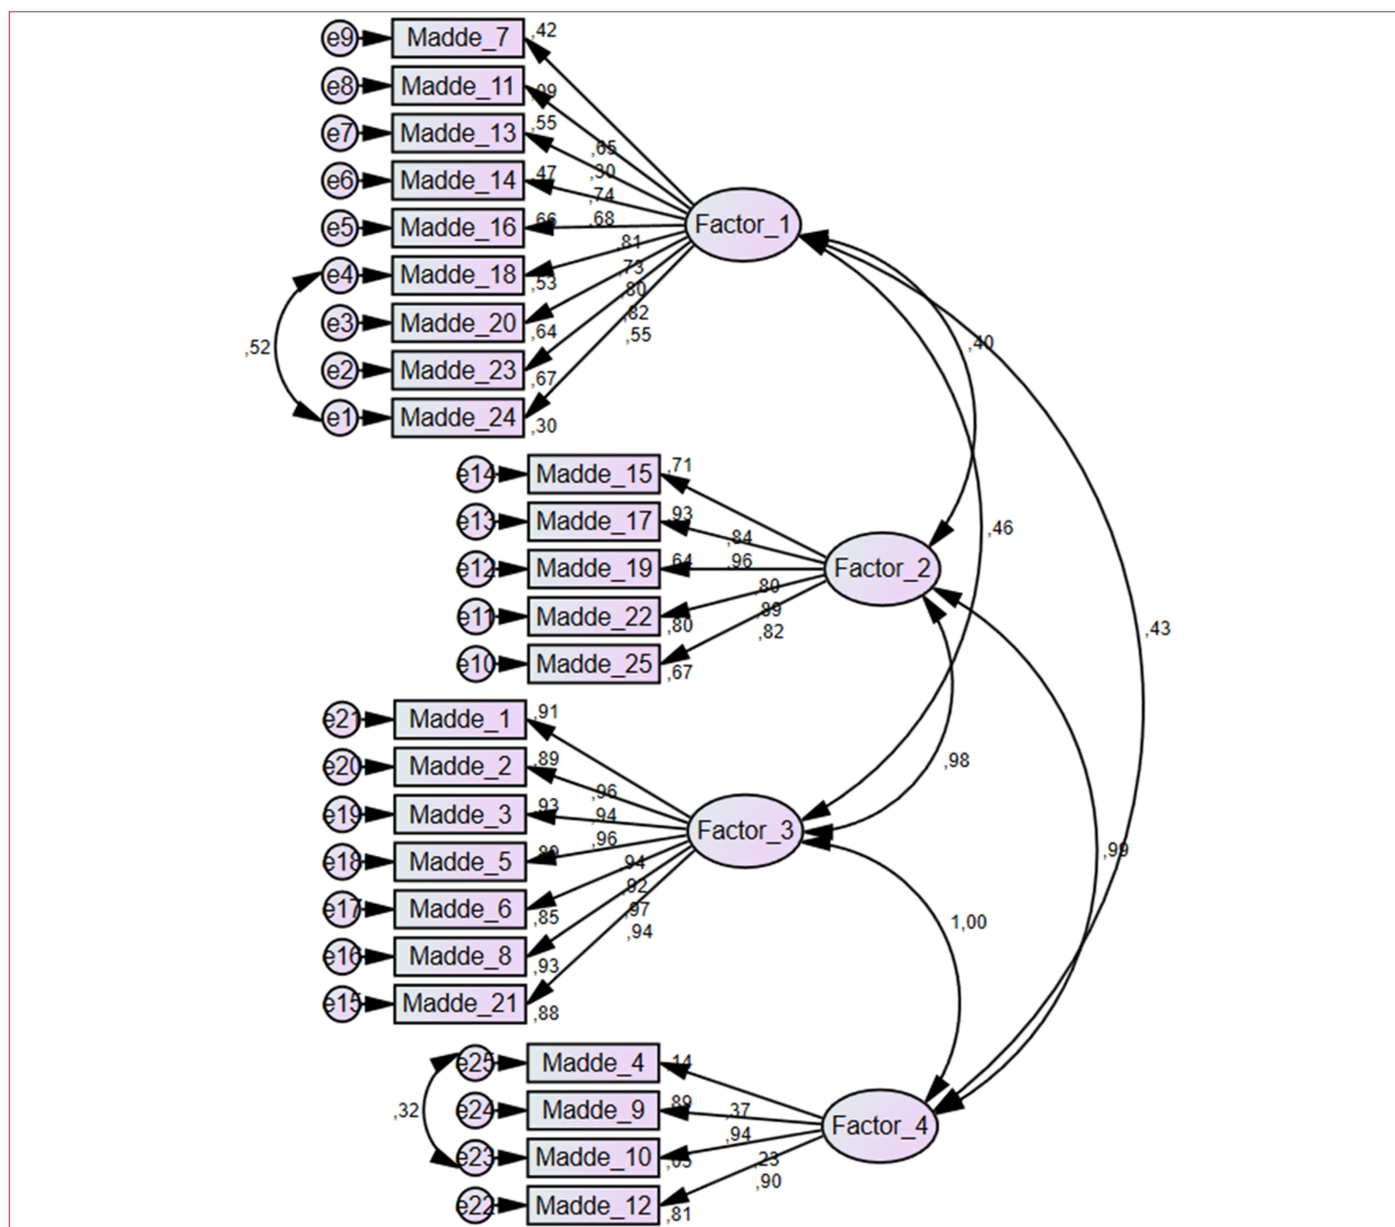 e9 Madde_7 ,42
e8 Madde_11 ,09
e7 Madde_13 ,55
,65
e6 Madde_14 ,47
,30
,74
e5 Madde_16 ,66
,68
Factor_1
,81
e4 Madde_18 ,53
,73
,80
e3 Madde_20 ,64
,82
,55
,52
,40
e2 Madde_23 ,67
e1 Madde_24 ,30
e14 Madde_15 ,71
e13 Madde_17 ,93
,84
,46
e12 Madde_19 ,64
,96
Factor_2
,80
e11 Madde_22 ,80
,89
,82
,43
e10 Madde_25 ,67
e21 Madde_1 ,91
e20 Madde_2 ,89
,98
,96
e19 Madde_3 ,93
,94
Factor_3
,96
e18 Madde_5
,94
,99
,92
e17 Madde_6 ,85
,97
,94
1,00
e16 Madde_8 ,93
e15 Madde_21 ,88
e25 Madde_4 ,14
,32
e24 Madde_9 ,89
,37
Factor_4
,94
e23 Madde_10
,23
,90
e22 Madde_12 ,81